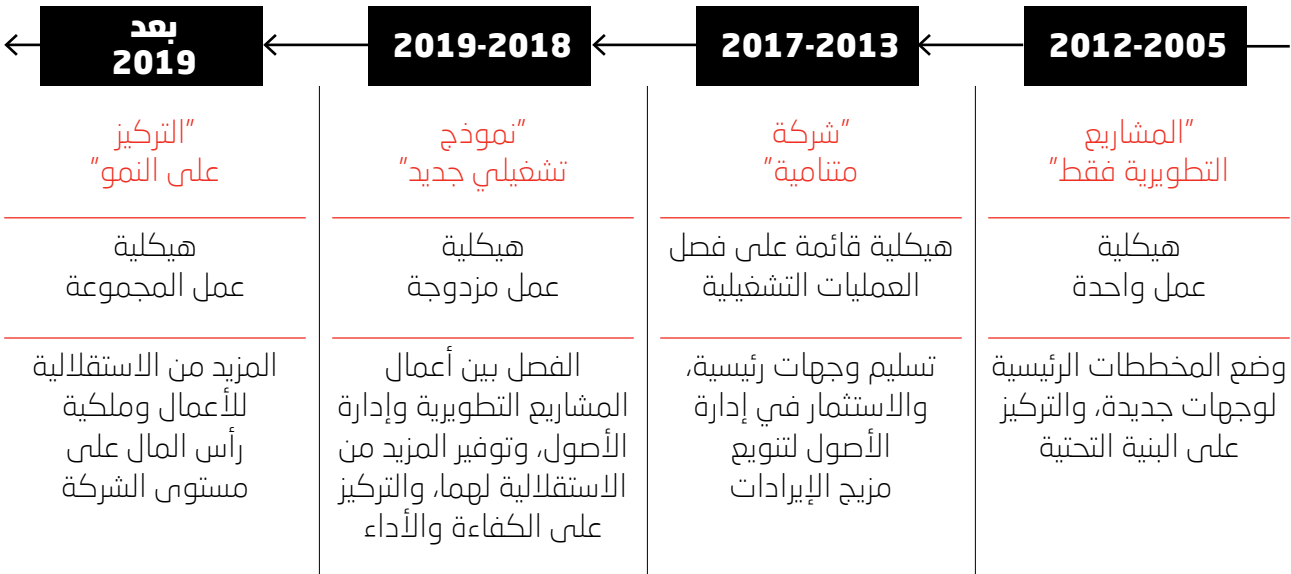 2012-2005
"المشاريع
التطويرية فقط"
هيكلية
عمل واحدة
وضع المخططات الرئيسية
لوجهات جديدة، والتركيز
على البنية التحتية
2017-2013
"شركة
متنامية"
هيكلية قائمة على فصل
العمليات التشغيلية
تسليم وجهات رئيسية،
والاستثمار في إدارة
الأصول لتنويع
مزيج الإيرادات
2019-2018
"نموذج
تشغيلي جديد"
هيكلية
عمل مزدوجة
الفصل بين أعمال
المشاريع التطويرية وإدارة
الأصول، وتوفير المزيد من
الاستقلالية لهما، والتركيز
على الكفاءة والأداء
بعد
2019
"التركيز
على النمو"
هيكلية
عمل المجموعة
المزيد من الاستقلالية
للأعمال وملكية
رأس المال على
مستوى الشركة